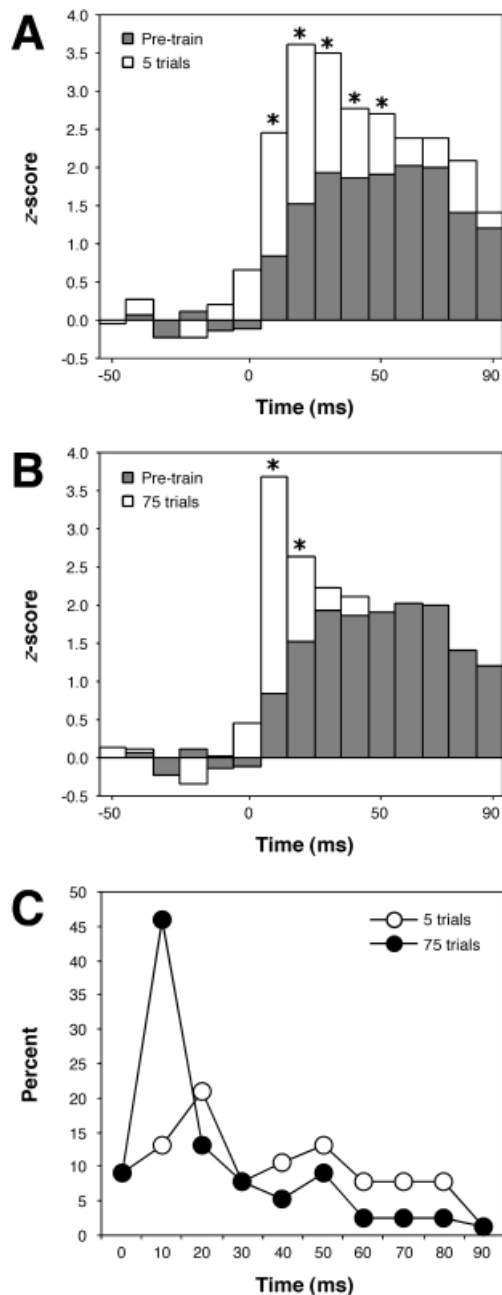 A
Pre-train
5 trials
4.0
3.5
3.0
2.5
2.0
1.5
1.0
0.5
0.0
-0.5
z-score
* * * * *
-50 0 50 90
Time (ms)
B
Pre-train
75 trials
4.0
3.5
3.0
2.5
2.0
1.5
1.0
0.5
0.0
-0.5
z-score
* *
-50 0 50 90
Time (ms)
C
5 trials
75 trials
50
45
40
35
30
25
20
15
10
5
0
Percent
0 10 20 30 40 50 60 70 80 90
Time (ms)